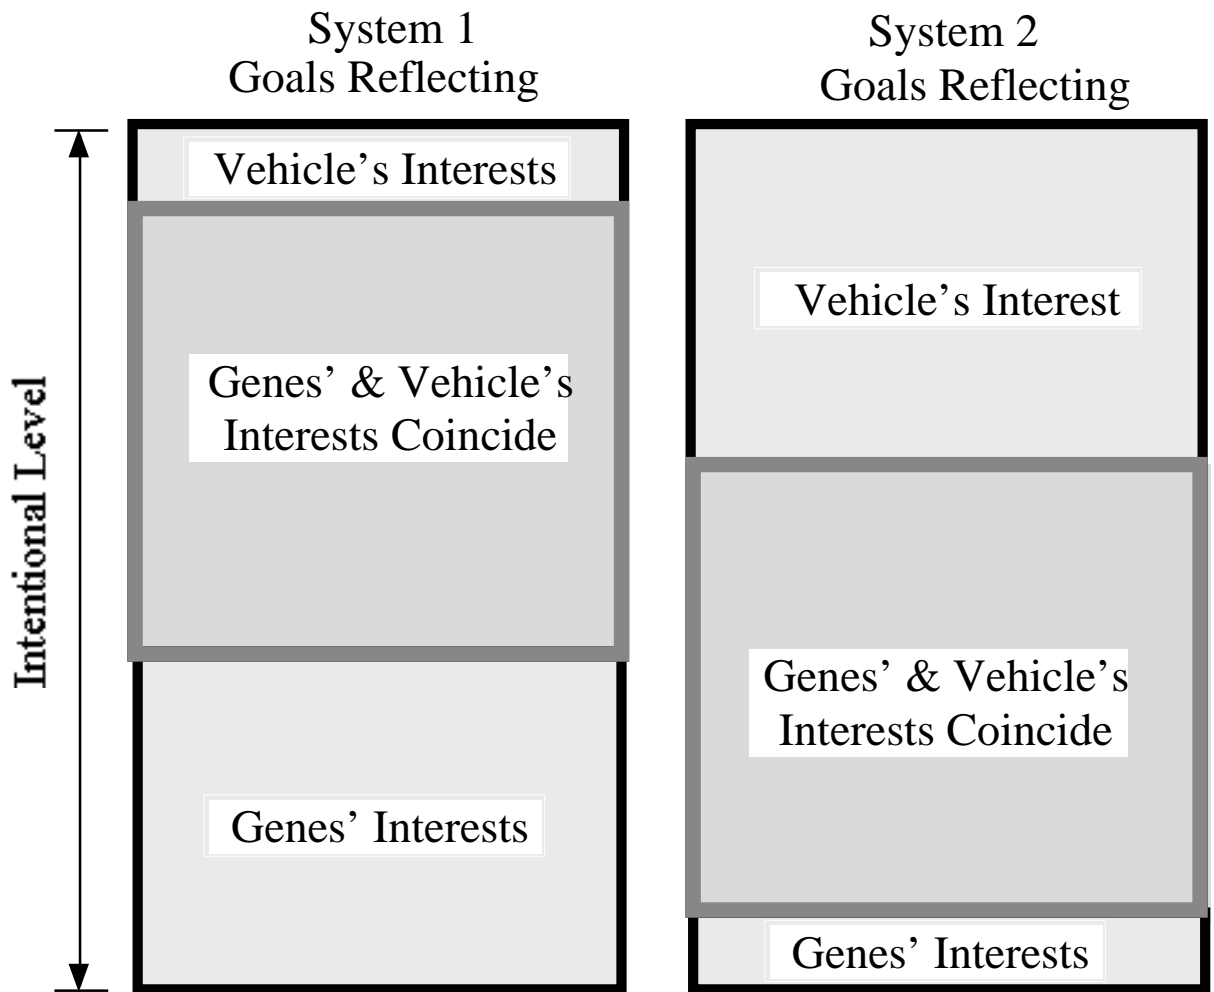 System 1
Goals Reflecting
System 2
Goals Reflecting
Intentional Level
Vehicle’s Interests
Genes’ & Vehicle’s
Interests Coincide
Genes’ Interests
Vehicle’s Interest
Genes’ & Vehicle’s
Interests Coincide
Genes’ Interests